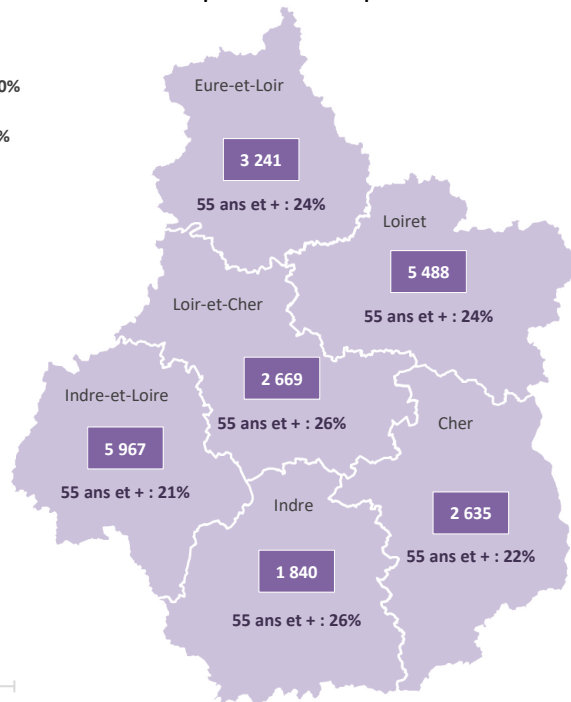 0%
%
Eure-et-Loir
3 241
55 ans et + : 24%
Loiret
5 488
55 ans et + : 24%
Loir-et-Cher
2 669
55 ans et + : 26%
Indre-et-Loire
5 967
55 ans et + : 21%
Cher
2 635
55 ans et + : 22%
Indre
1 840
55 ans et + : 26%